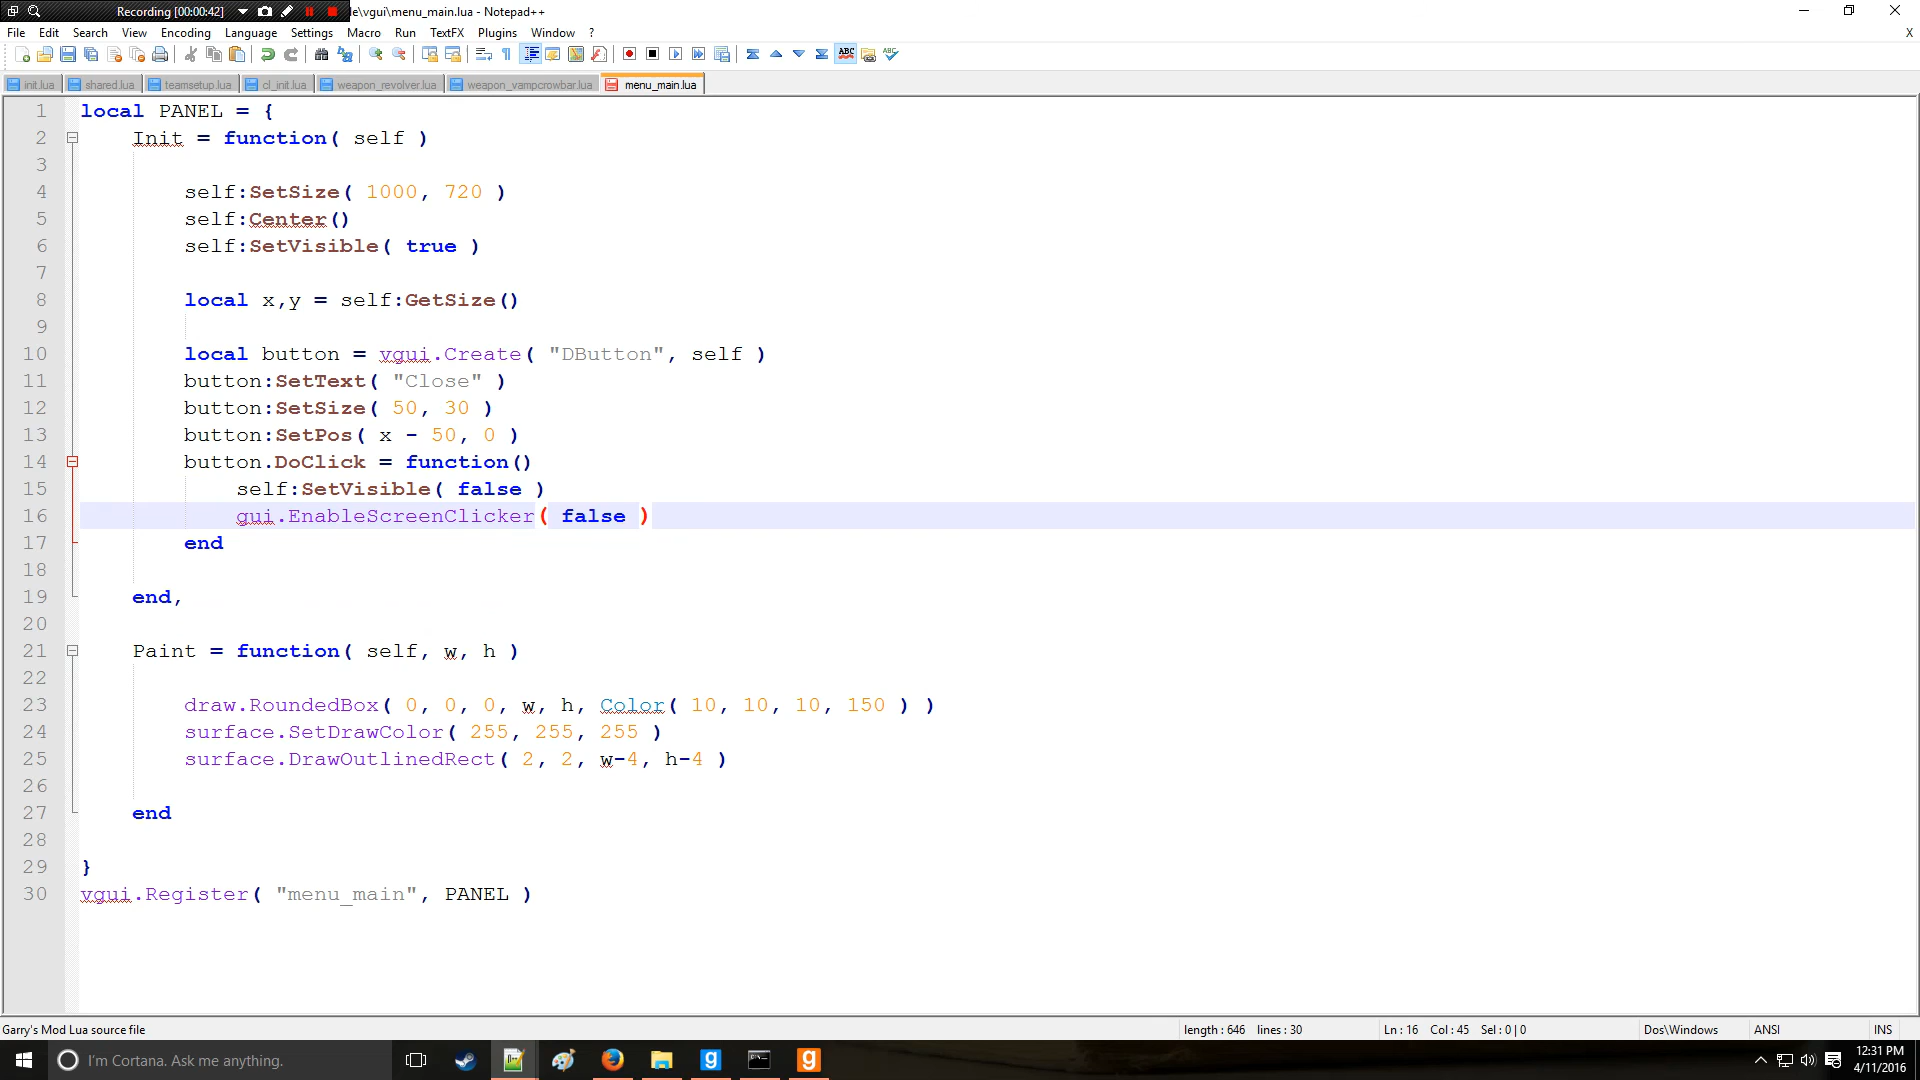 Recording [00:00:42] le\vgui\menu_main.lua - Notepad++
File Edit Search View Encoding Language Settings Macro Run TextFX Plugins Window ? X
init.lua shared.lua teamsetup.lua cl_init.lua weapon_revolver.lua weapon_vampcrowbar.lua menu_main.lua
1 local PANEL = {
2 Init = function( self )
3
4 self:SetSize( 1000, 720 )
5 self:Center()
6 self:SetVisible( true )
7
8 local x,y = self:GetSize()
9
10 local button = vgui.Create( "DButton", self )
11 button:SetText( "Close" )
12 button:SetSize( 50, 30 )
13 button:SetPos( x - 50, 0 )
14 button.DoClick = function()
15 self:SetVisible( false )
16 gui.EnableScreenClicker( false )
17 end
18
19 end,
20
21 Paint = function( self, w, h )
22
23 draw.RoundedBox( 0, 0, 0, w, h, Color( 10, 10, 10, 150 ) )
24 surface.SetDrawColor( 255, 255, 255 )
25 surface.DrawOutlinedRect( 2, 2, w-4, h-4 )
26
27 end
28
29 }
30 vgui.Register( "menu_main", PANEL )
Garry's Mod Lua source file length : 646 lines : 30 Ln : 16 Col : 45 Sel : 0 | 0 Dos\Windows ANSI INS
I'm Cortana. Ask me anything. 12:31 PM
4/11/2016